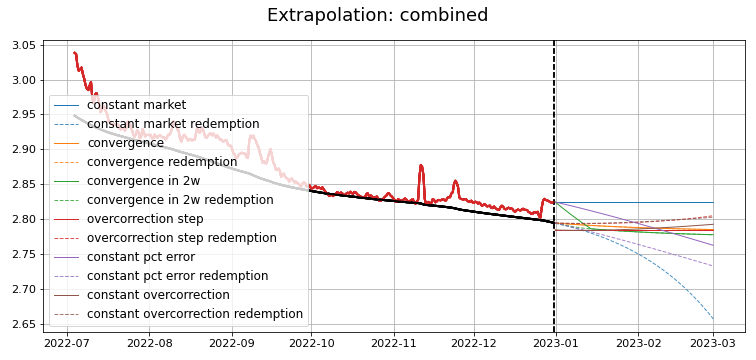 Extrapolation: combined
3.05
3.00
2.95
2.90
2.85
2.80
2.75
2.70
2.65
constant market
constant market redemption
convergence
convergence redemption
convergence in 2w
convergence in 2w redemption
overcorrection step
overcorrection step redemption
constant pct error
constant pct error redemption
constant overcorrection
constant overcorrection redemption
2022-07 2022-08 2022-09 2022-10 2022-11 2022-12 2023-01 2023-02 2023-03